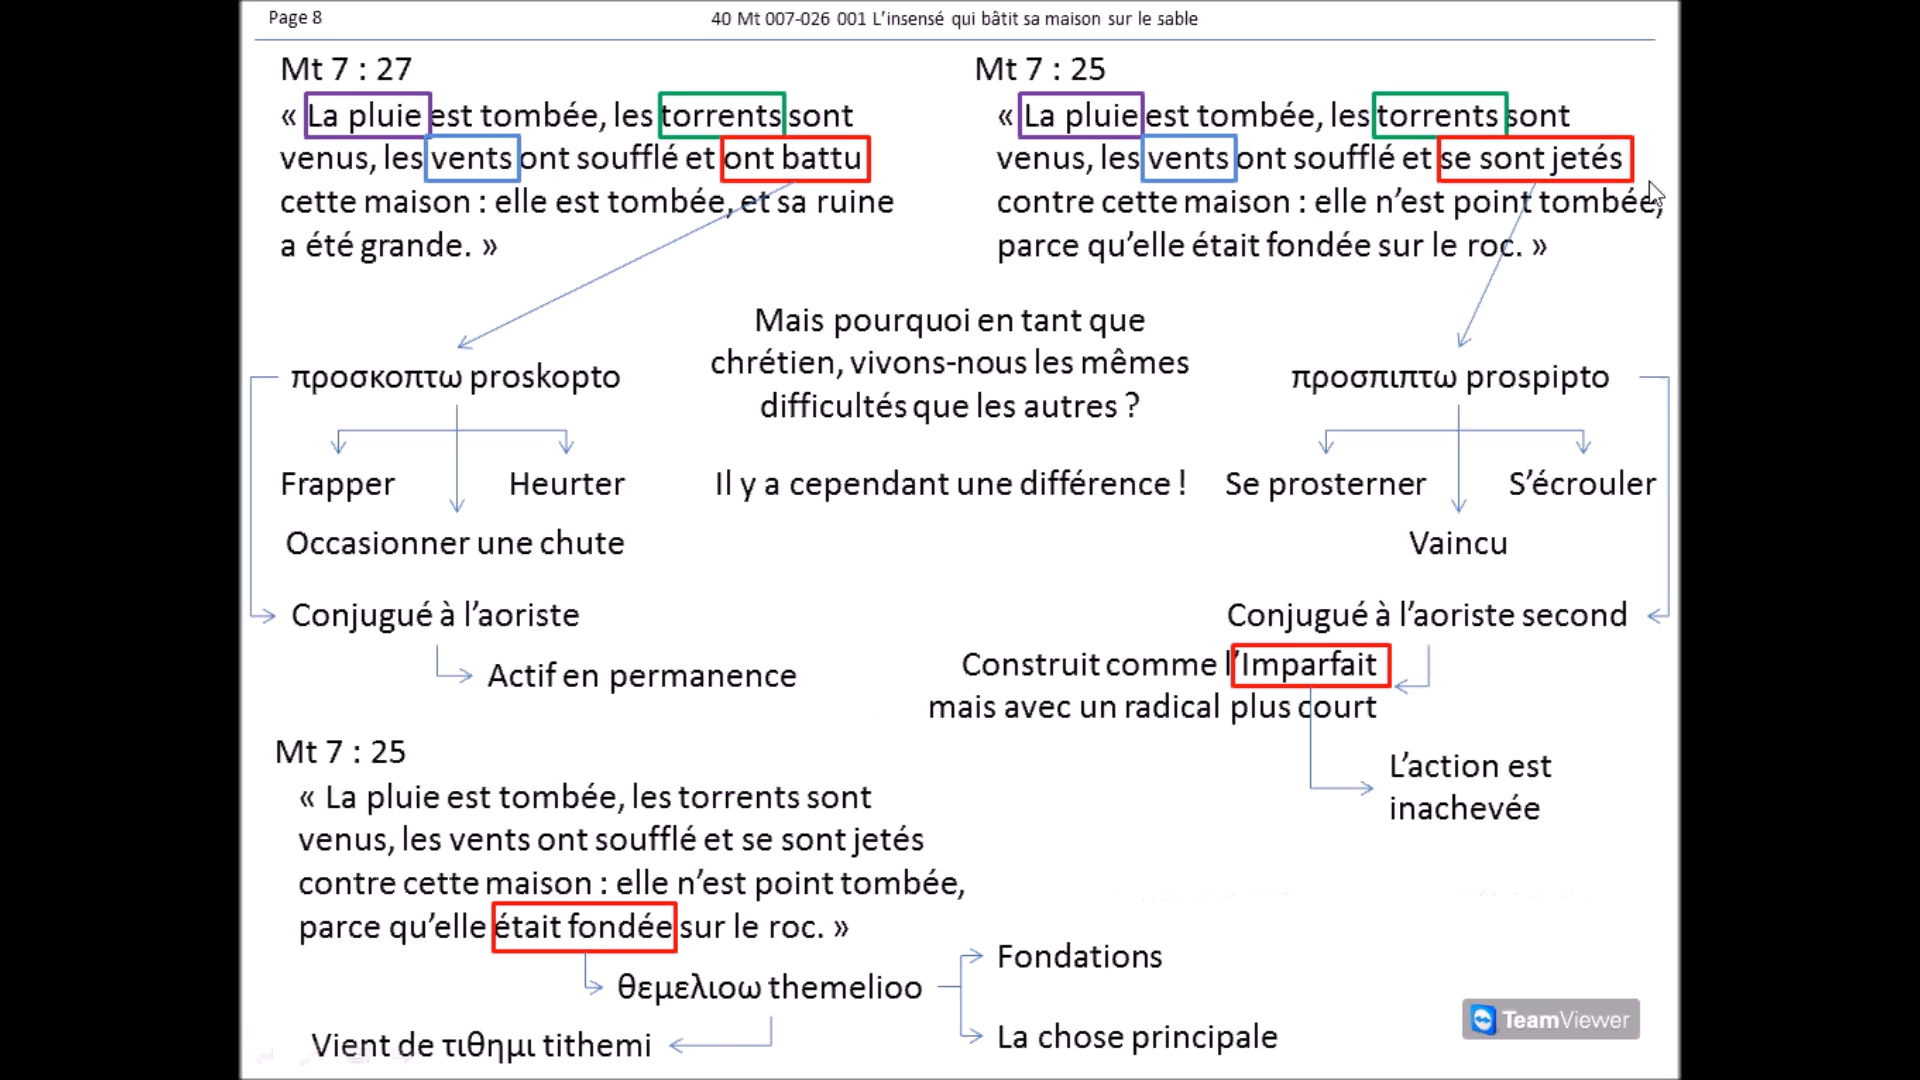 Page 8
40 Mt 007-026 001 L’insensé qui bâtit sa maison sur le sable
Mt 7 : 27
« La pluie est tombée, les torrents sont
venus, les vents ont soufflé et ont battu
cette maison : elle est tombée, et sa ruine
a été grande. »
Mt 7 : 25
« La pluie est tombée, les torrents sont
venus, les vents ont soufflé et se sont jetés
contre cette maison : elle n’est point tombée,
parce qu’elle était fondée sur le roc. »
Mais pourquoi en tant que
chrétien, vivons-nous les mêmes
difficultés que les autres ?
Il y a cependant une différence !
προσκοπτω proskopto
Frapper
Heurter
Occasionner une chute
Conjugué à l’aoriste
Actif en permanence
προσπιπτω prospipto
Se prosterner
S’écrouler
Vaincu
Conjugué à l’aoriste second
Construit comme l’Imparfait
mais avec un radical plus court
L’action est
inachevée
Mt 7 : 25
« La pluie est tombée, les torrents sont
venus, les vents ont soufflé et se sont jetés
contre cette maison : elle n’est point tombée,
parce qu’elle était fondée sur le roc. »
θεμελιοω themelioo
Fondations
La chose principale
Vient de τιθημι tithemi
TeamViewer